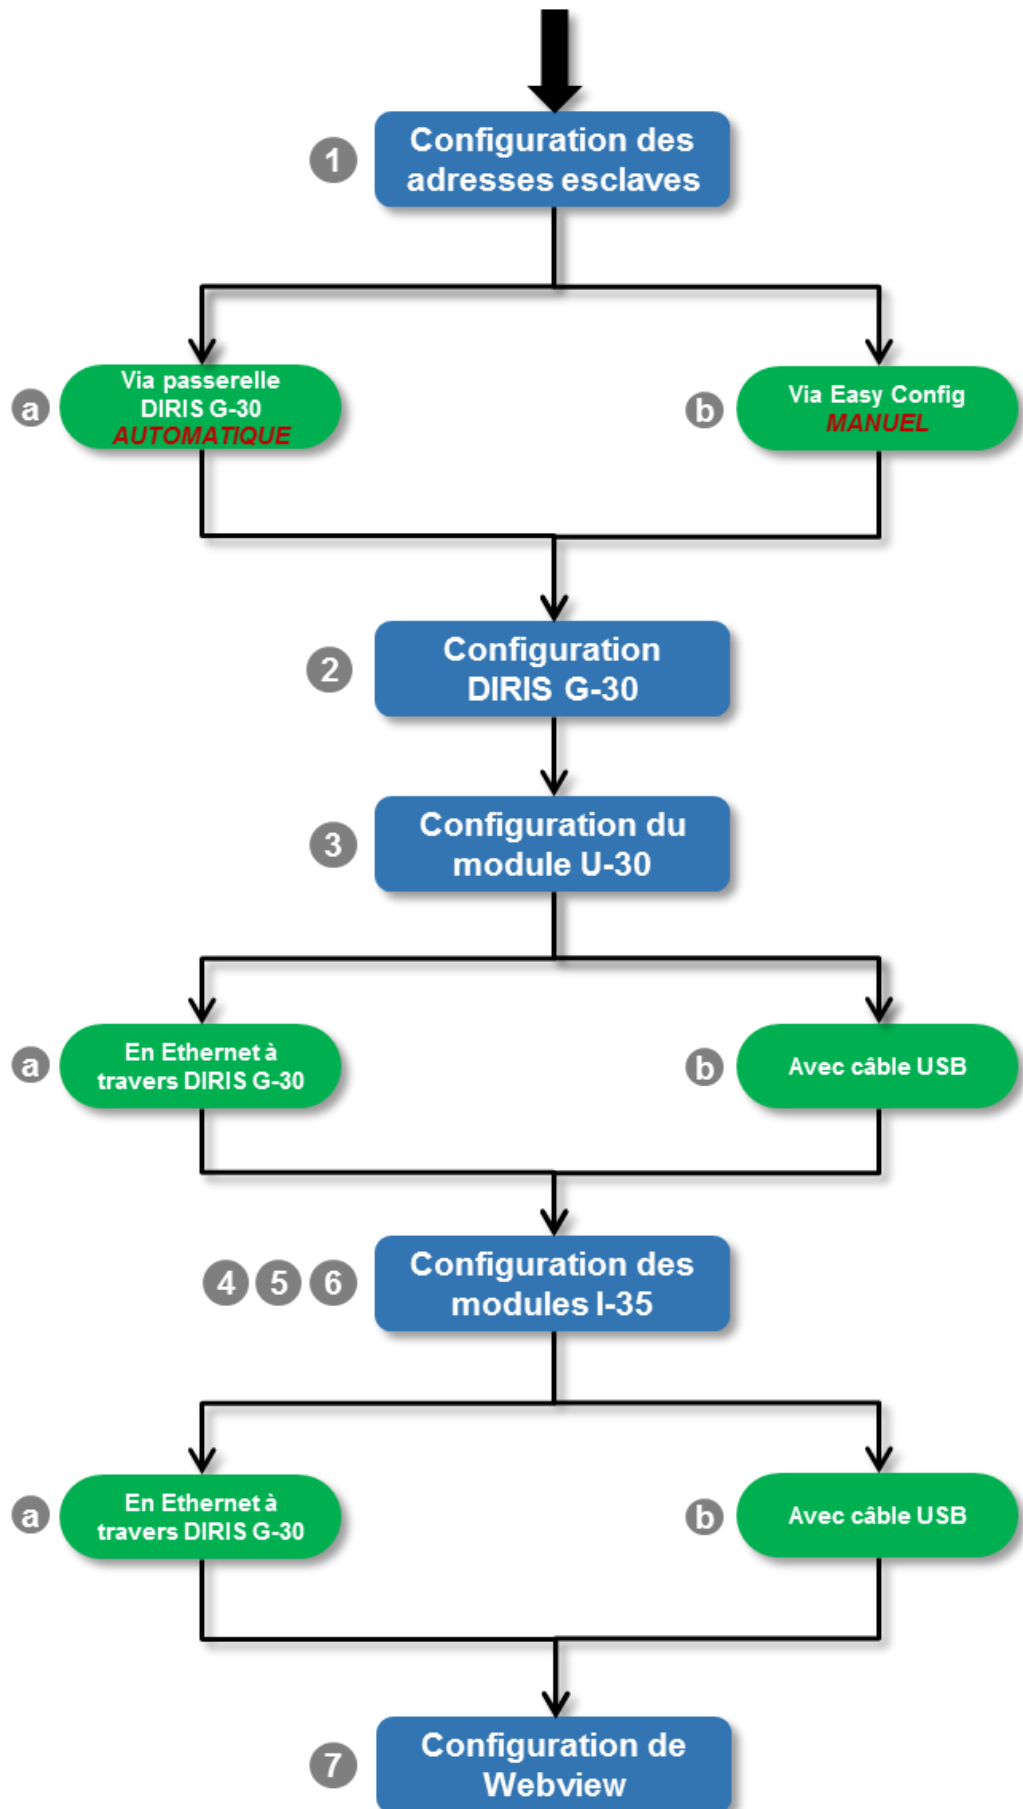 1
Configuration des
adresses esclaves
a
Via passerelle
DIRIS G-30
AUTOMATIQUE
b
Via Easy Config
MANUEL
2
Configuration
DIRIS G-30
3
Configuration du
module U-30
a
En Ethernet à
travers DIRIS G-30
b
Avec câble USB
4 5 6
Configuration des
modules I-35
a
En Ethernet à
travers DIRIS G-30
b
Avec câble USB
7
Configuration de
Webview